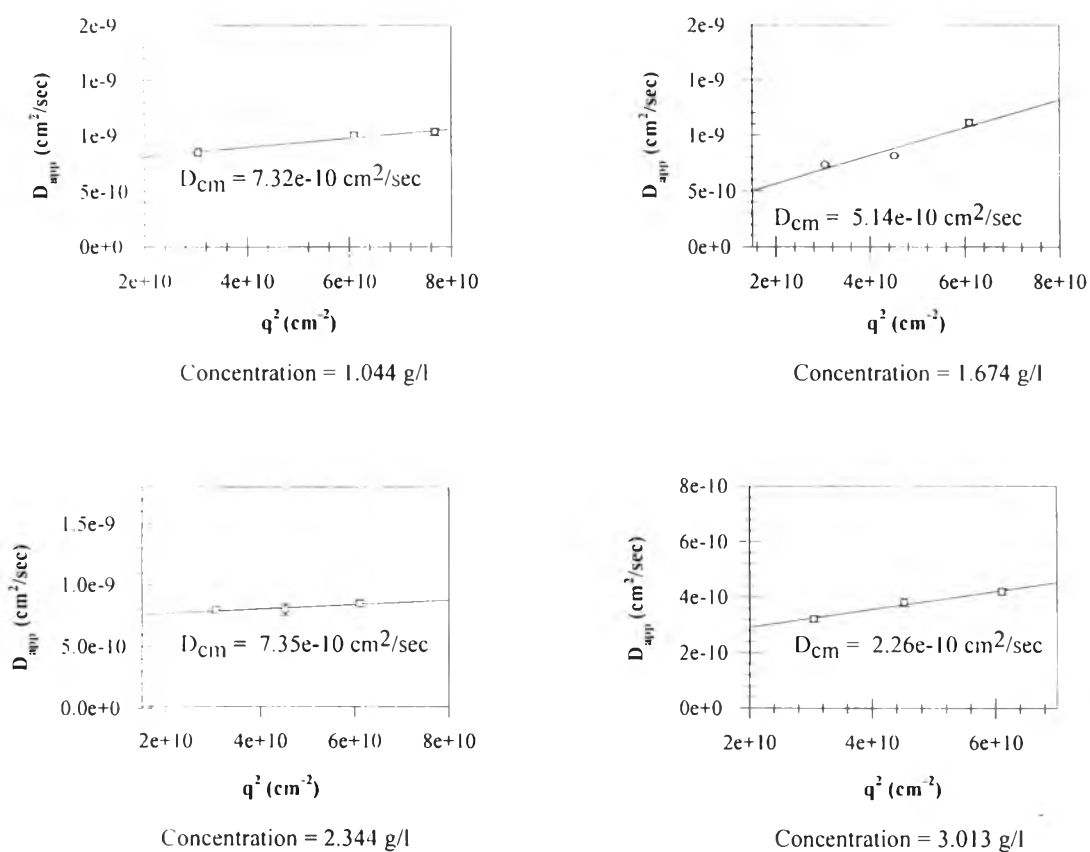 2e-9
1e-9
1e-9
5e-10
0e+0
D_app (cm²/sec)
D_cm = 7.32e-10 cm²/sec
2e+10 4e+10 6e+10 8e+10
q² (cm⁻²)
Concentration = 1.044 g/l
2e-9
1e-9
1e-9
5e-10
0e+0
D_app (cm²/sec)
D_cm = 5.14e-10 cm²/sec
2e+10 4e+10 6e+10 8e+10
q² (cm⁻²)
Concentration = 1.674 g/l
1.5e-9
1.0e-9
5.0e-10
0.0e+0
D_app (cm²/sec)
D_cm = 7.35e-10 cm²/sec
2e+10 4e+10 6e+10 8e+10
q² (cm⁻²)
Concentration = 2.344 g/l
8e-10
6e-10
4e-10
2e-10
0e+0
D_app (cm²/sec)
D_cm = 2.26e-10 cm²/sec
2e+10 4e+10 6e+10
q² (cm⁻²)
Concentration = 3.013 g/l